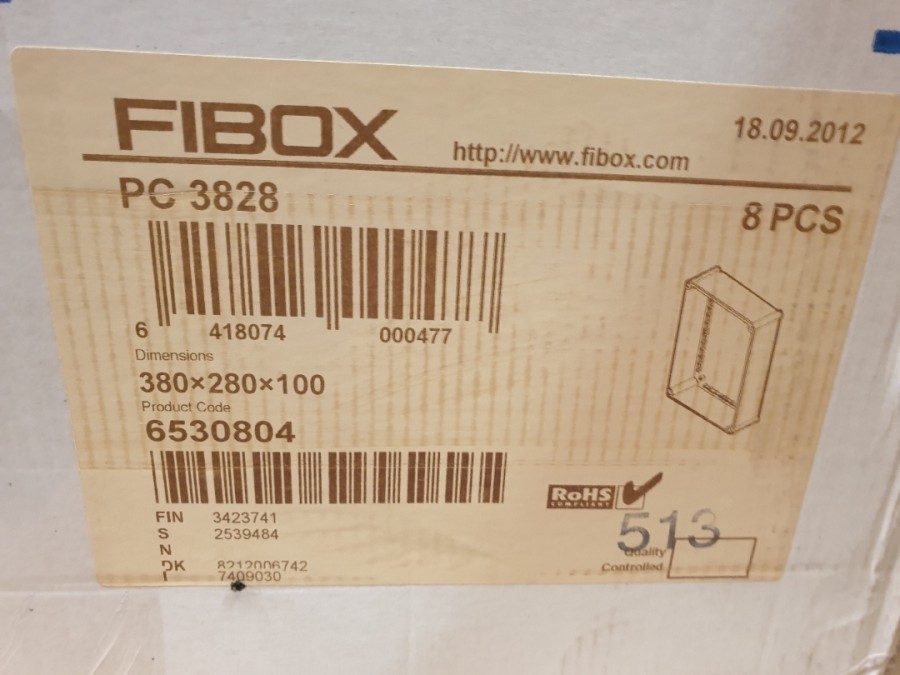 FIBOX
http://www.fibox.com
18.09.2012
PC 3828
8 PCS
6 418074 000477
Dimensions
380×280×100
Product Code
6530804
RoHS
COMPLIANT
FIN 3423741
S 2539484
N
DK 8212006742
I 7409030
513
Quality
Controlled